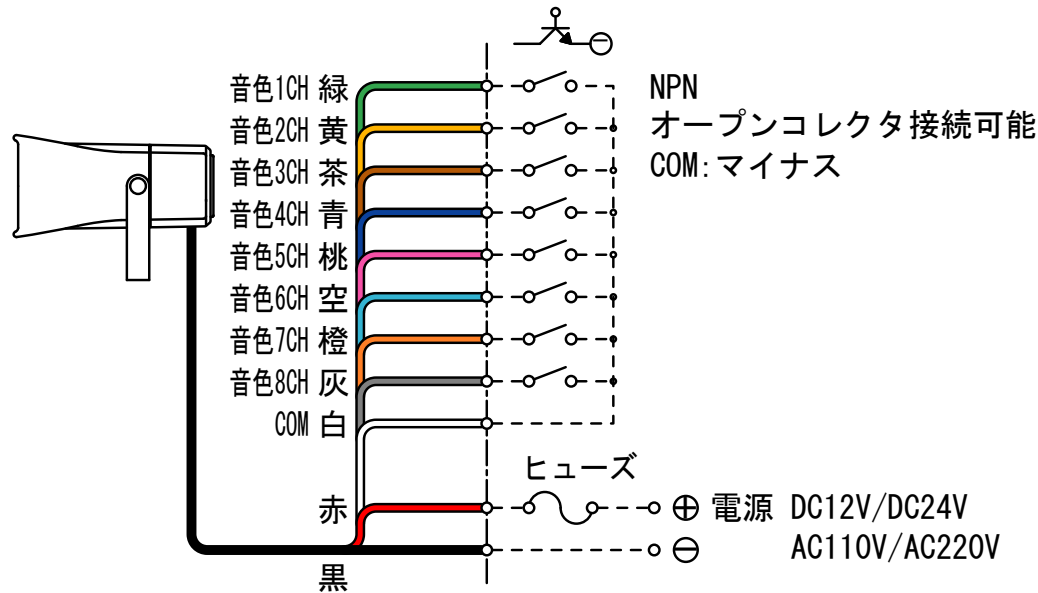 音色1CH 緑
音色2CH 黄
音色3CH 茶
音色4CH 青
音色5CH 桃
音色6CH 空
音色7CH 橙
音色8CH 灰
COM 白
赤
黒
NPN
オープンコレクタ接続可能
COM:マイナス
ヒューズ
⊕ 電源 DC12V/DC24V
⊖ AC110V/AC220V